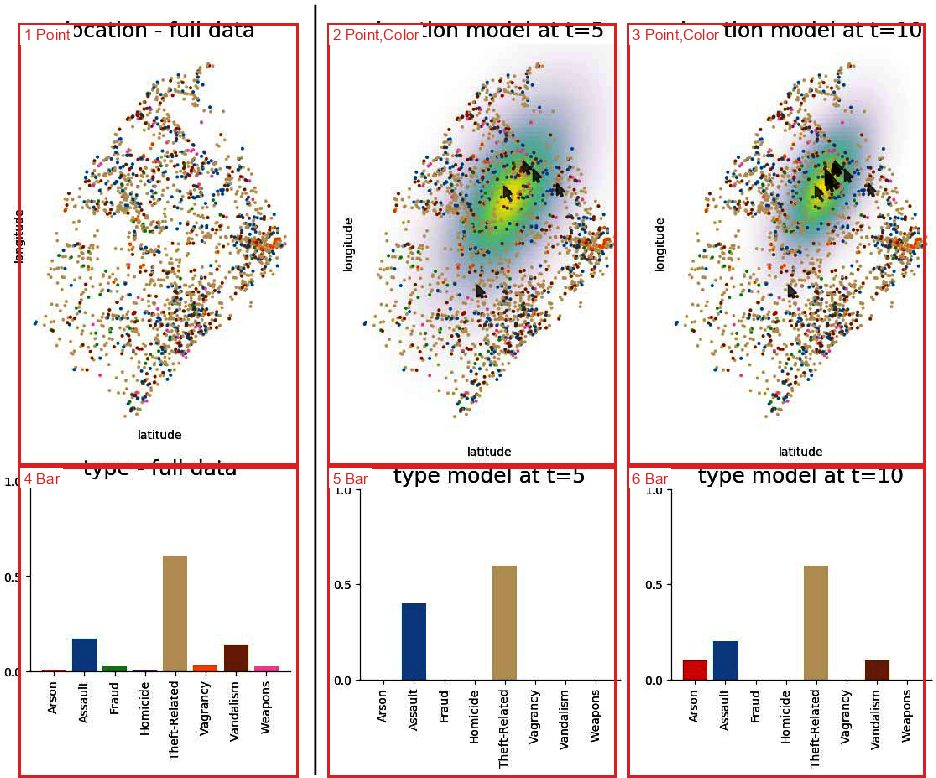 1 Point ocation - full data
2 Point,Color tion model at t=5
3 Point,Color tion model at t=10
longitude
longitude
longitude
latitude
latitude
latitude
4 Bar type - full data
5 Bar type model at t=5
6 Bar type model at t=10
1.0
0.5
0.0
Arson
Assault
Fraud
Homicide
Theft-Related
Vagrancy
Vandalism
Weapons
1.0
0.5
0.0
Arson
Assault
Fraud
Homicide
Theft-Related
Vagrancy
Vandalism
Weapons
1.0
0.5
0.0
Arson
Assault
Fraud
Homicide
Theft-Related
Vagrancy
Vandalism
Weapons